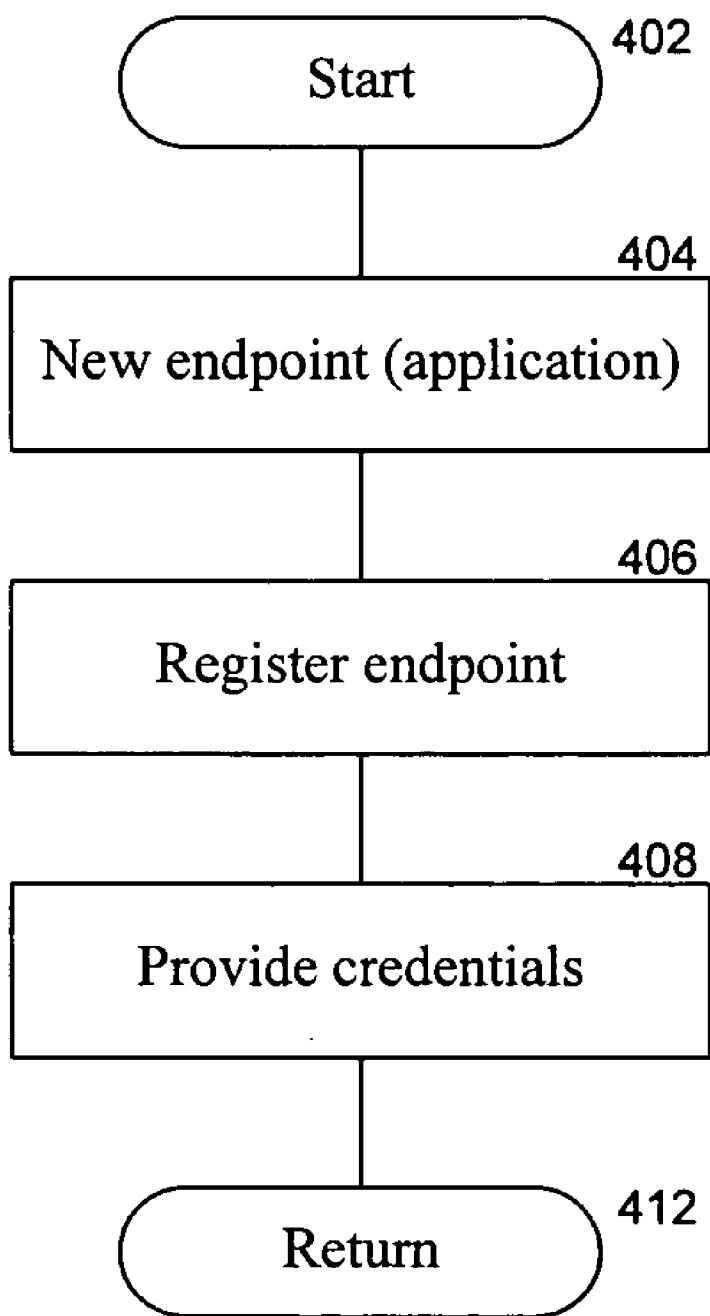 402
Start
404
New endpoint (application)
406
Register endpoint
408
Provide credentials
412
Return